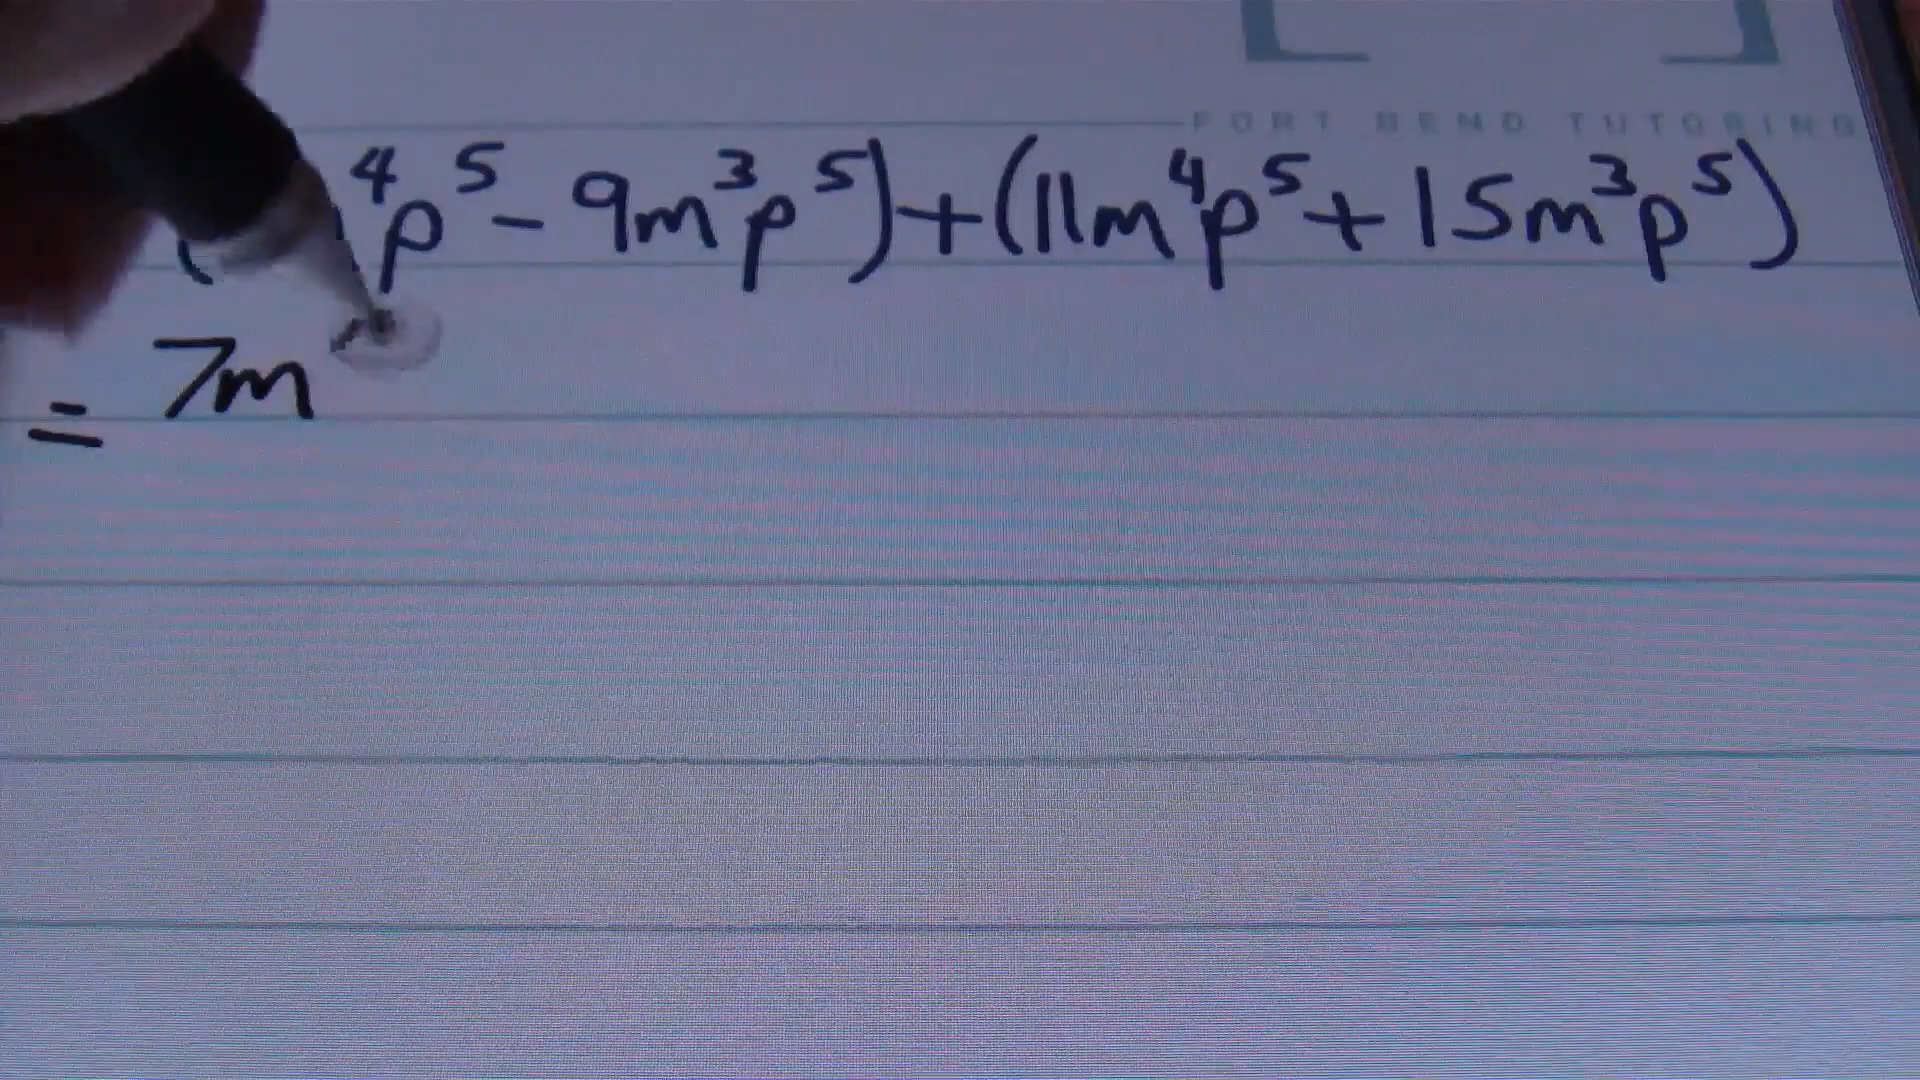 FORT BEND TUTORING
(⁴p⁵ - 9m³p⁵) + (11m⁴p⁵ + 15m³p⁵)
= 7m